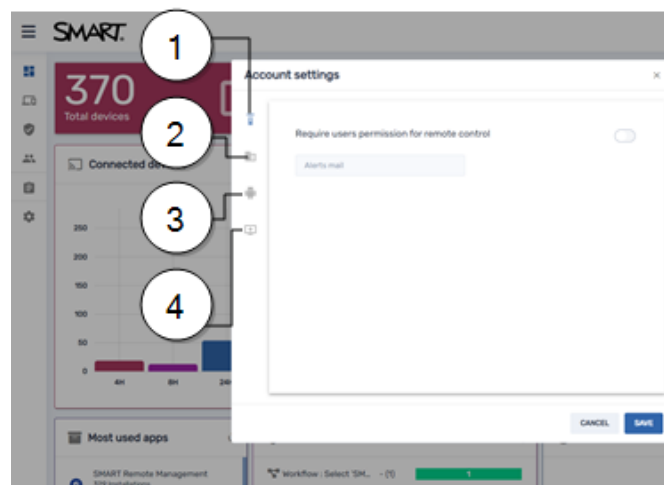 SMART
1
370
Total devices
Account settings
×
2
Require users permission for remote control
Alerts mail
Connected de
3
250
200
150
4
100
50
0
4H 8H 24H
CANCEL SAVE
Most used apps
SMART Remote Management
Workflow : Select 'SM... - (1) 1